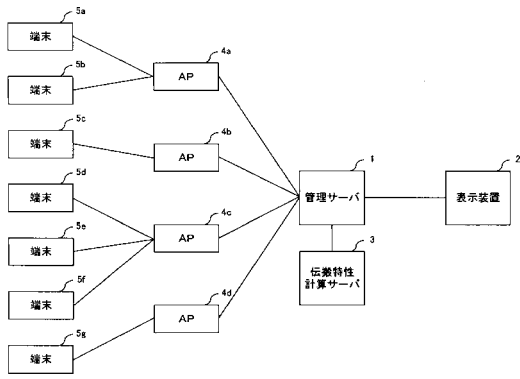 5a
端末
5b
端末
5c
端末
5d
端末
5e
端末
5f
端末
5g
端末
4a
AP
4b
AP
4c
AP
4d
AP
1
管理サーバ
2
表示装置
3
伝搬特性
計算サーバ